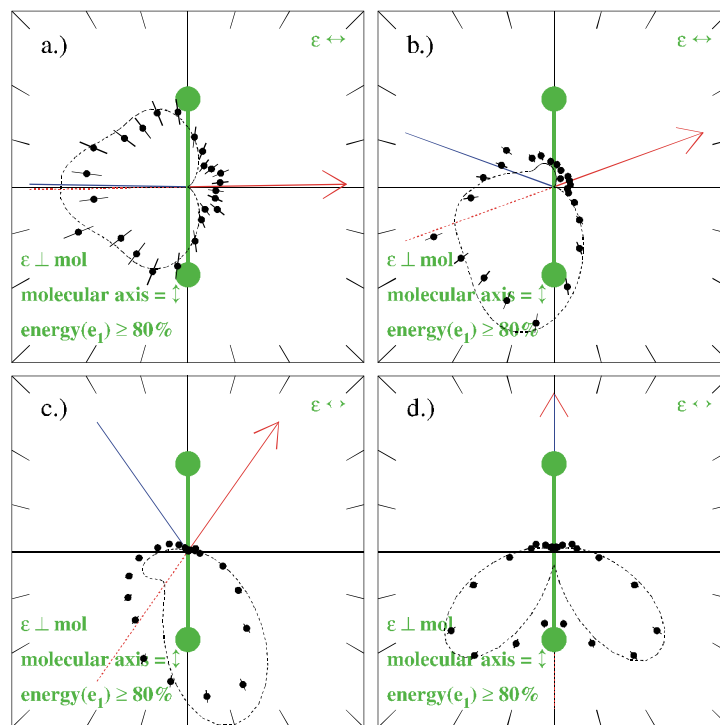 a.) ε ↔
ε ⊥ mol
molecular axis = ↕
energy(e₁) ≥ 80%
b.) ε ↔
ε ⊥ mol
molecular axis = ↕
energy(e₁) ≥ 80%
c.) ε ↔
ε ⊥ mol
molecular axis = ↕
energy(e₁) ≥ 80%
d.) ε ↔
ε ⊥ mol
molecular axis = ↕
energy(e₁) ≥ 80%